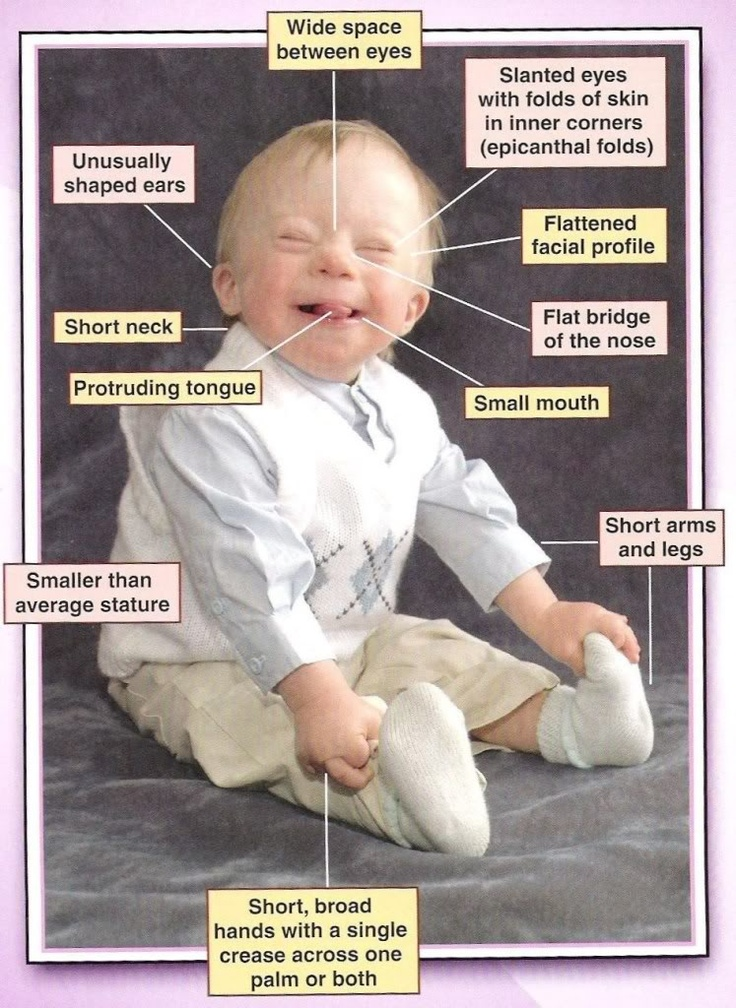 Wide space
between eyes
Slanted eyes
with folds of skin
in inner corners
(epicanthal folds)
Unusually
shaped ears
Flattened
facial profile
Short neck
Flat bridge
of the nose
Protruding tongue
Small mouth
Short arms
and legs
Smaller than
average stature
Short, broad
hands with a single
crease across one
palm or both